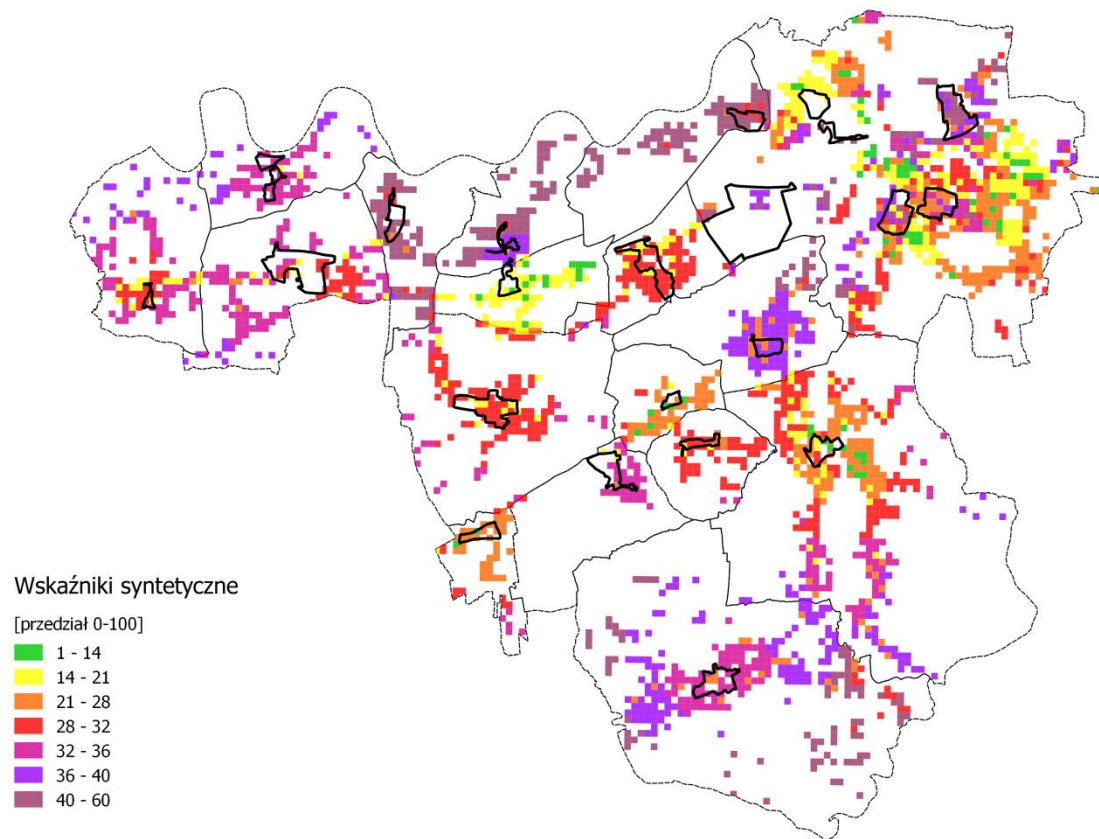 Wskaźniki syntetyczne
[przedział 0-100]
1 - 14
14 - 21
21 - 28
28 - 32
32 - 36
36 - 40
40 - 60